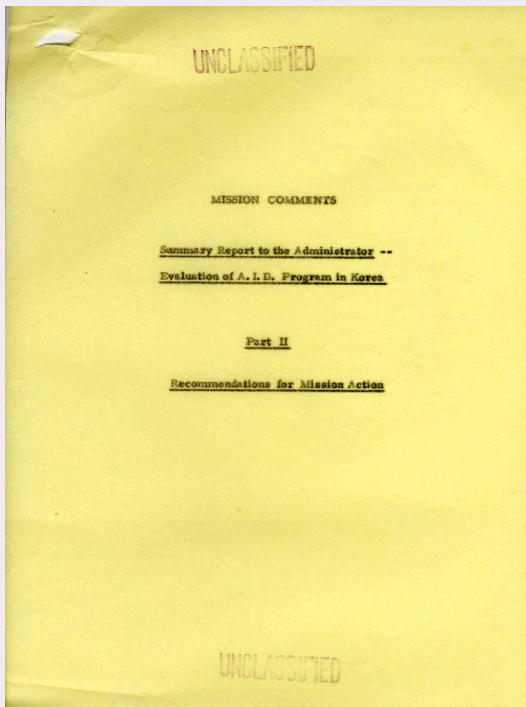 UNCLASSIFIED
MISSION COMMENTS
Summary Report to the Administrator --
Evaluation of A. I. D. Program in Korea
Part II
Recommendations for Mission Action
UNCLASSIFIED